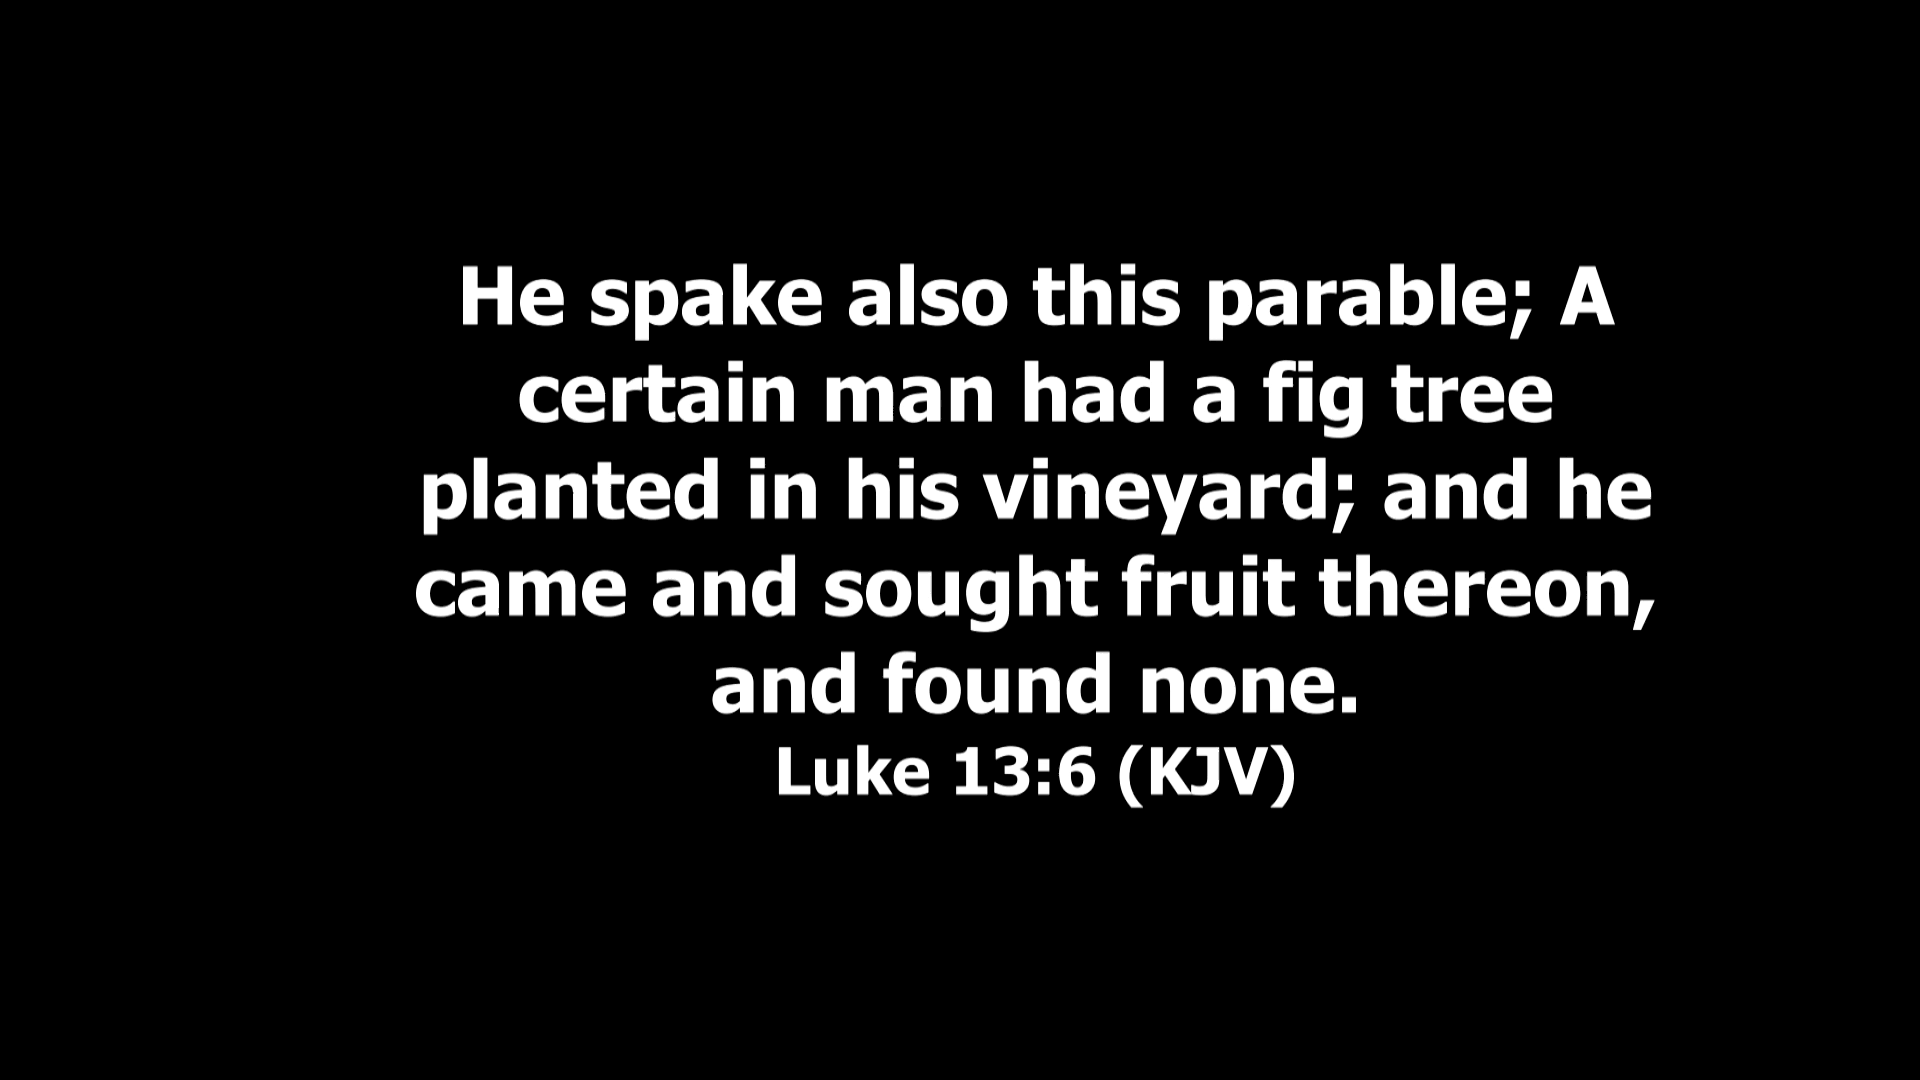 He spake also this parable; A
certain man had a fig tree
planted in his vineyard; and he
came and sought fruit thereon,
and found none.
Luke 13:6 (KJV)